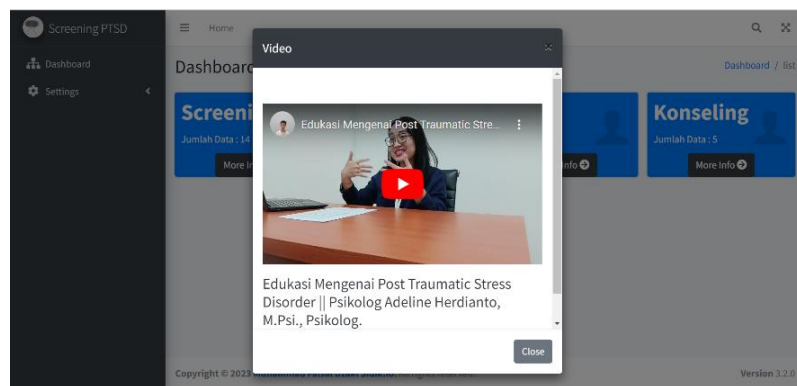 Screening PTSD
Home
Dashboard
Settings
Dashboard
Dashboard / list
Screeni
Jumlah Data : 14
More In
Info
Konseling
Jumlah Data : 5
More Info
Video
×
Edukasi Mengenai Post Traumatic Stre...
Edukasi Mengenai Post Traumatic Stress
Disorder || Psikolog Adeline Herdianto,
M.Psi., Psikolog.
Close
Copyright © 2023
Version 3.2.0